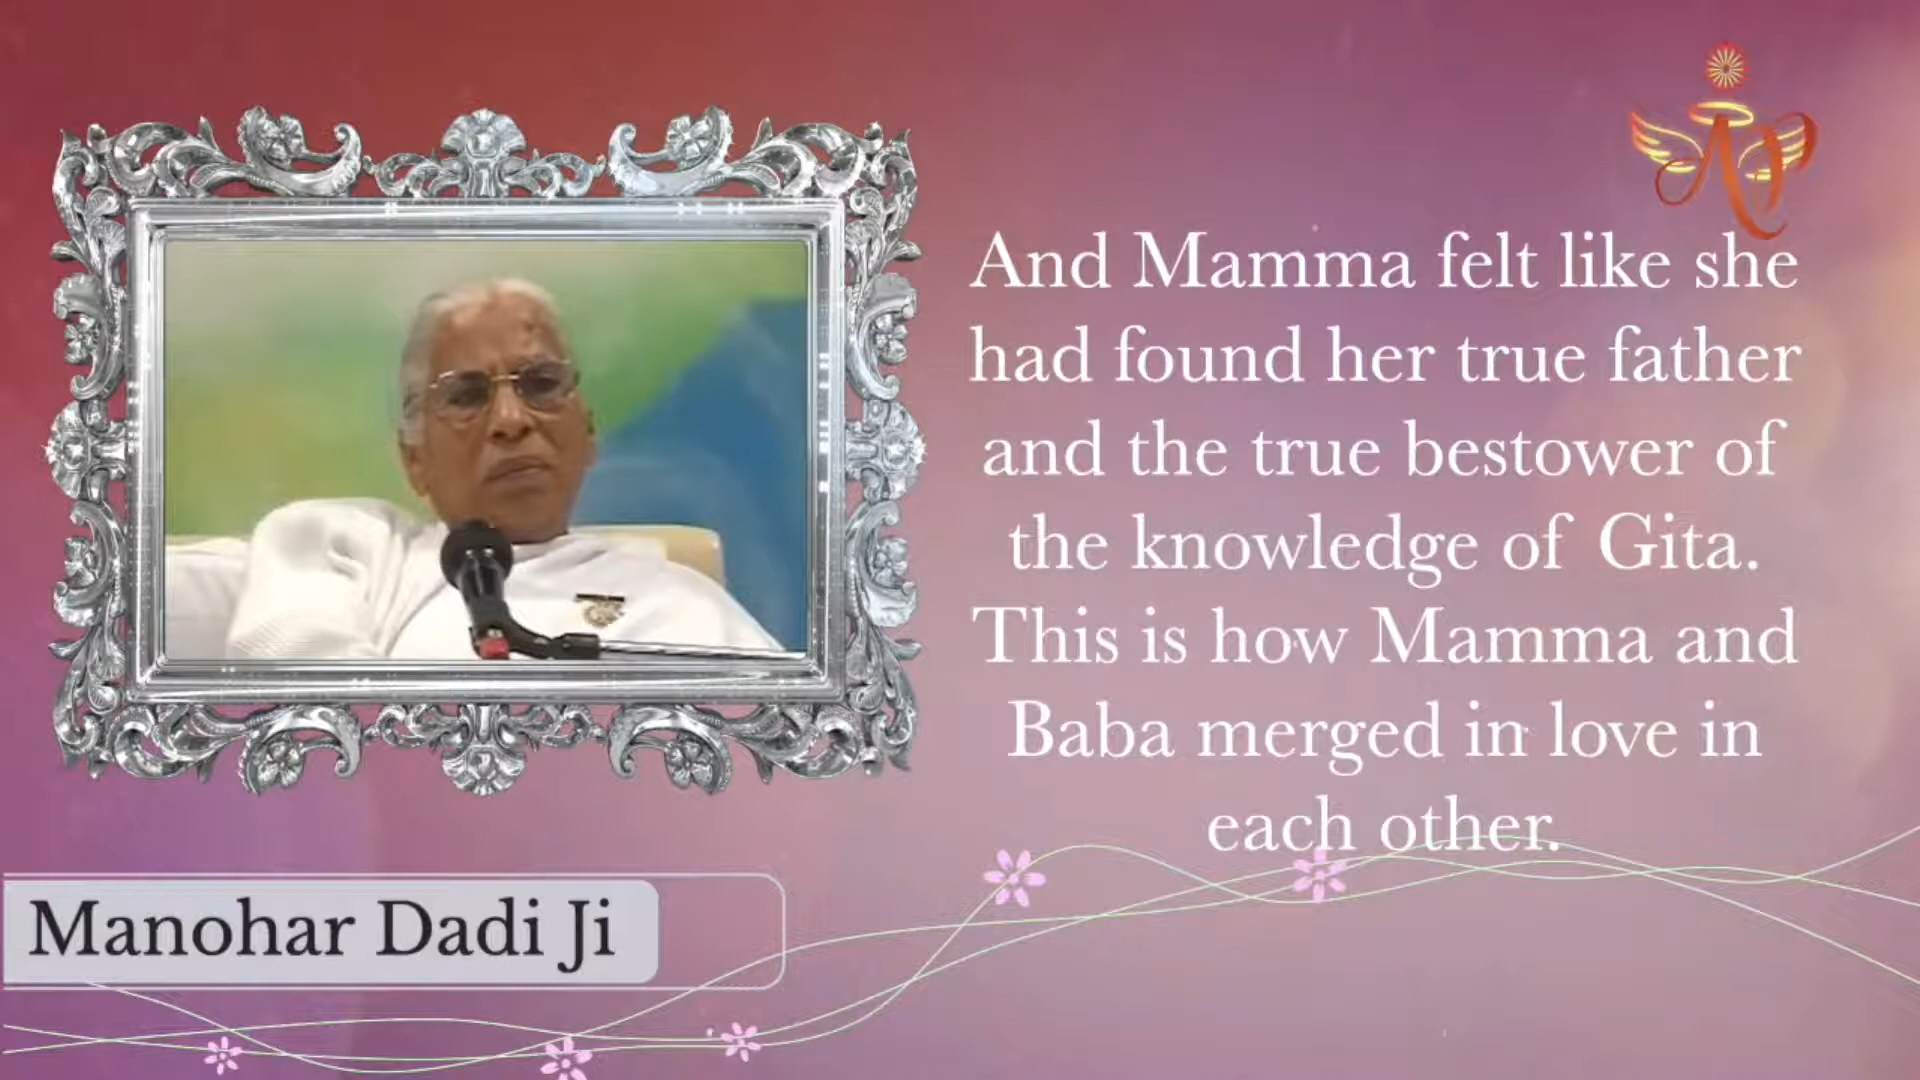 And Mamma felt like she
had found her true father
and the true bestower of
the knowledge of Gita.
This is how Mamma and
Baba merged in love in
each other.
Manohar Dadi Ji